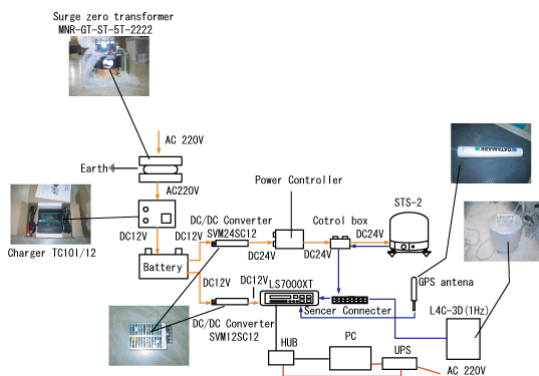 Surge zero transformer
MNR-GT-ST-5T-2222
AC 220V
Earth
AC220V
Charger TC101/12
DC12V
DC12V
Battery
DC/DC Converter
SVM24SC12
DC24V
Power Controller
DC24V
Cotrol box
DC24V
STS-2
DATAMARK
DC12V
DC12V
LS7000XT
DC/DC Converter
SVM12SC12
Sencer Connecter
GPS antena
L4C-3D(1Hz)
HUB
PC
UPS
AC 220V